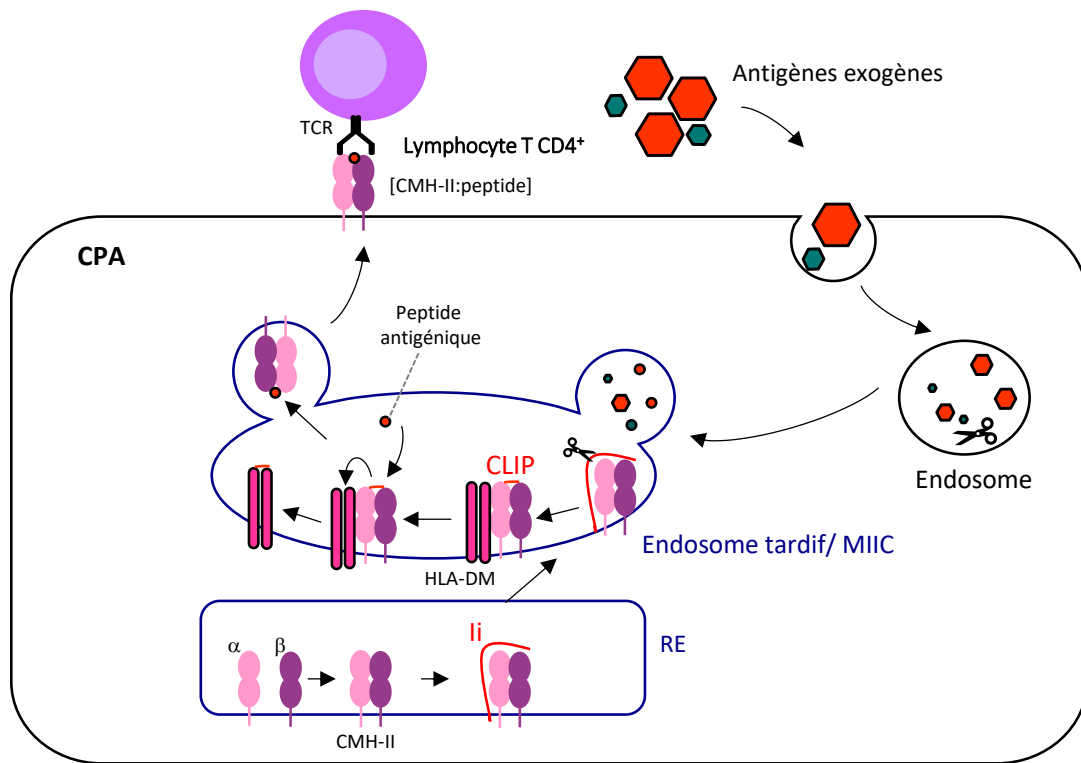 Antigènes exogènes
TCR
Lymphocyte T CD4⁺
[CMH-II:peptide]
CPA
Peptide
antigénique
CLIP
Endosome
Endosome tardif/ MIIC
HLA-DM
Ii
RE
α
β
CMH-II